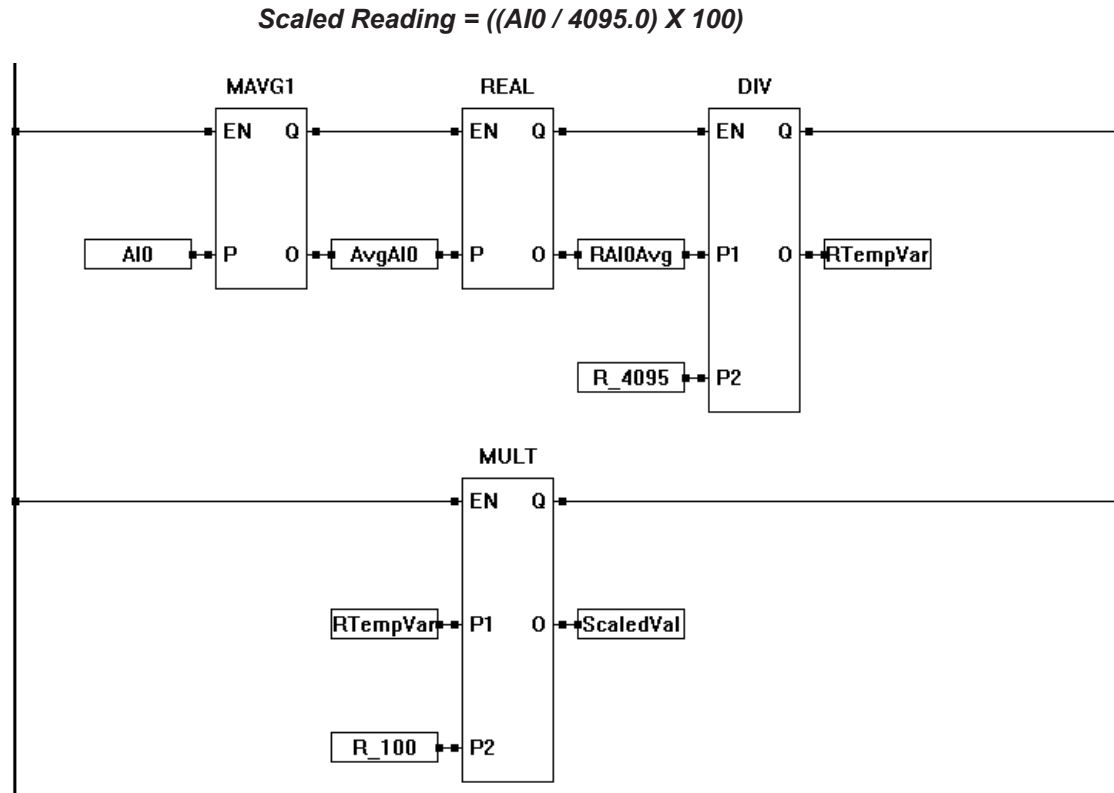 Scaled Reading = ((AI0 / 4095.0) X 100)
MAVG1 REAL DIV
EN Q EN Q EN Q
AI0 P O AvgAI0 P O RAI0Avg P1 O RTempVar
R_4095 P2
MULT
EN Q
RTempVar P1 O ScaledVal
R_100 P2